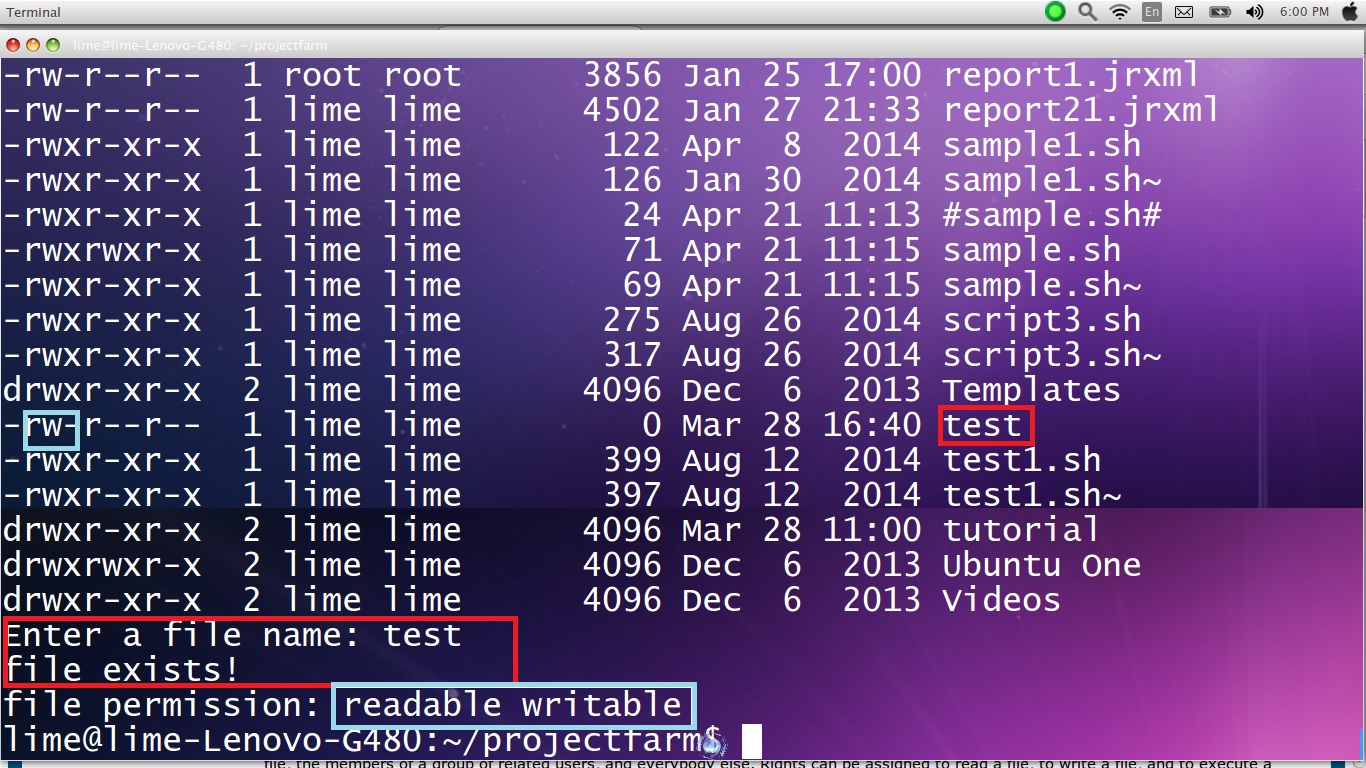 Terminal
En
6:00 PM
lime@lime-Lenovo-G480: ~/projectfarm
-rw-r--r--  1 root root      3856 Jan 25 17:00 report1.jrxml
-rw-r--r--  1 lime lime      4502 Jan 27 21:33 report21.jrxml
-rwxr-xr-x  1 lime lime       122 Apr  8  2014 sample1.sh
-rwxr-xr-x  1 lime lime       126 Jan 30  2014 sample1.sh~
-rwxr-xr-x  1 lime lime        24 Apr 21 11:13 #sample.sh#
-rwxrwxr-x  1 lime lime        71 Apr 21 11:15 sample.sh
-rwxr-xr-x  1 lime lime        69 Apr 21 11:15 sample.sh~
-rwxr-xr-x  1 lime lime       275 Aug 26  2014 script3.sh
-rwxr-xr-x  1 lime lime       317 Aug 26  2014 script3.sh~
drwxr-xr-x  2 lime lime      4096 Dec  6  2013 Templates
-rw-r--r--  1 lime lime         0 Mar 28 16:40 test
-rwxr-xr-x  1 lime lime       399 Aug 12  2014 test1.sh
-rwxr-xr-x  1 lime lime       397 Aug 12  2014 test1.sh~
drwxr-xr-x  2 lime lime      4096 Mar 28 11:00 tutorial
drwxrwxr-x  2 lime lime      4096 Dec  6  2013 Ubuntu One
drwxr-xr-x  2 lime lime      4096 Dec  6  2013 Videos
Enter a file name: test
file exists!
file permission: readable writable
lime@lime-Lenovo-G480:~/projectfarm$
file, the members of a group of related users, and everybody else. Rights can be assigned to read a file, to write a file, and to execute a